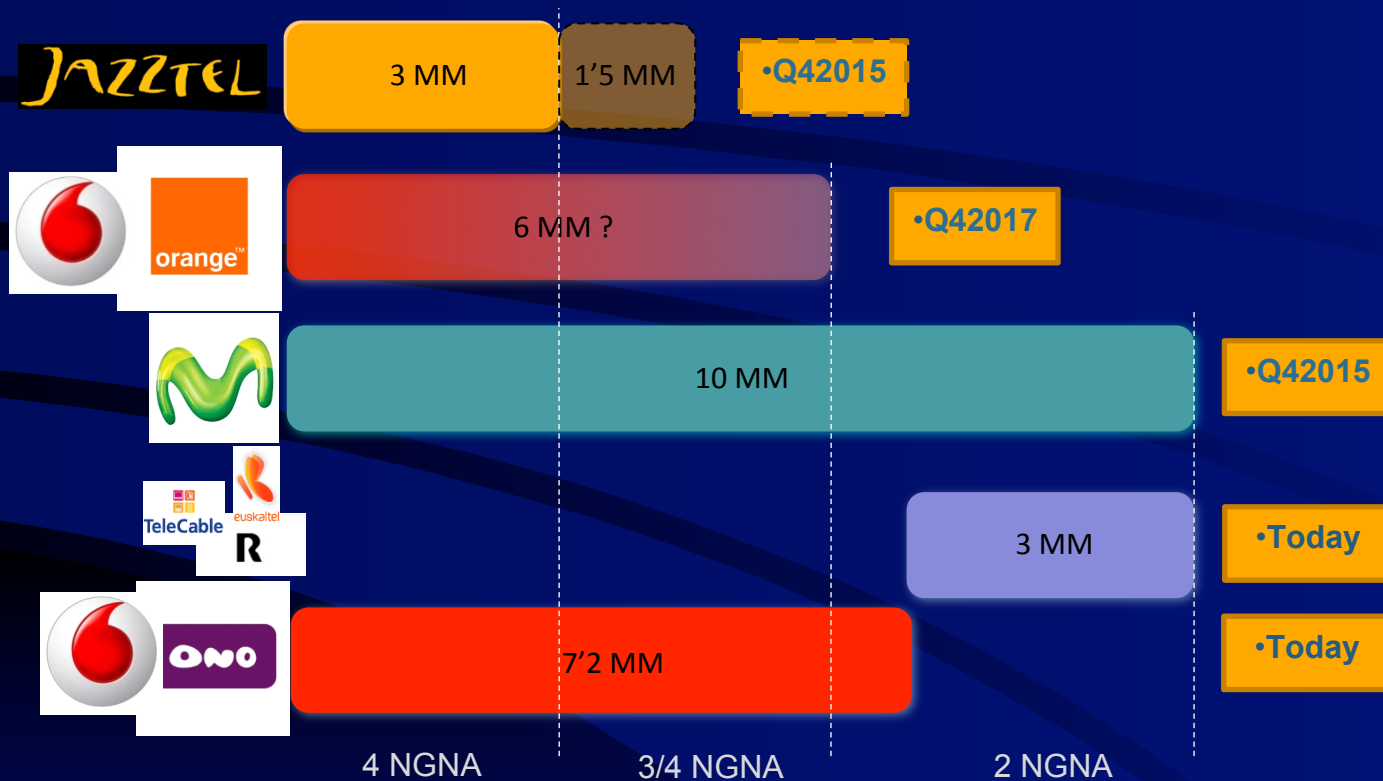 JAZZTEL
3 MM
1'5 MM
•Q42015
orange™
6 MM ?
•Q42017
10 MM
•Q42015
TeleCable
euskaltel
R
3 MM
•Today
ONO
7'2 MM
•Today
4 NGNA
3/4 NGNA
2 NGNA